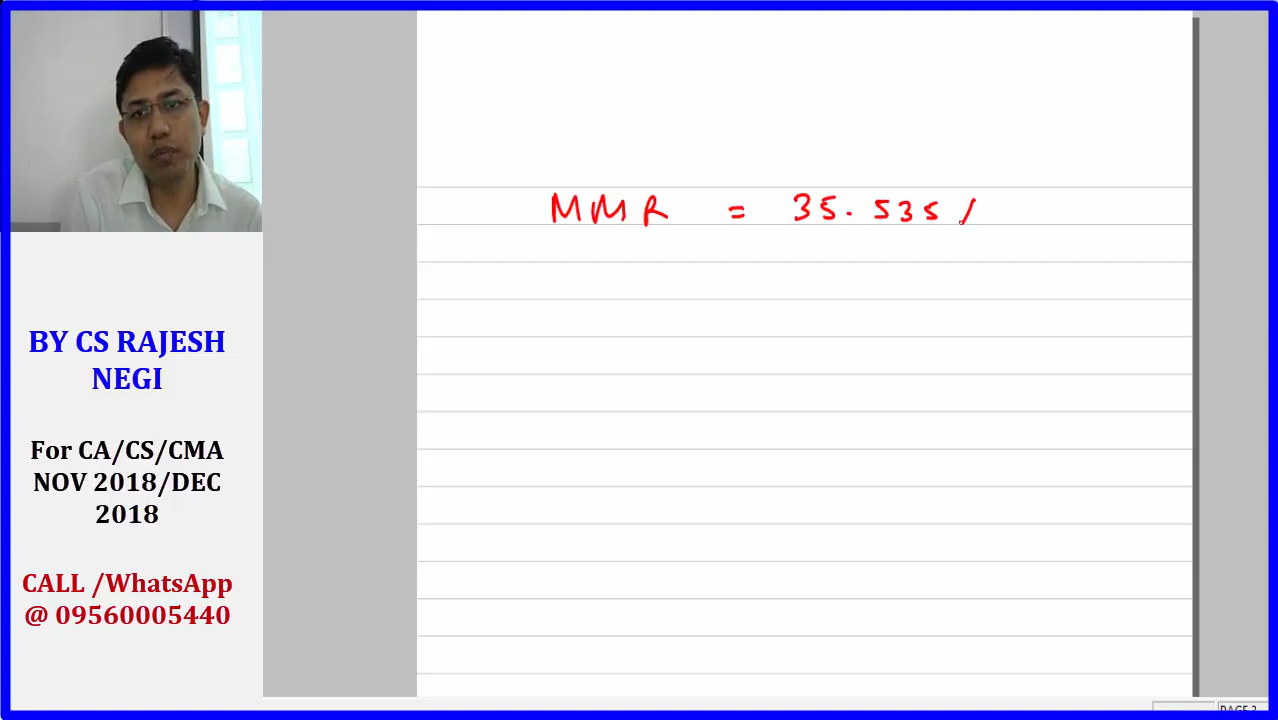 MMR = 35.535 /
BY CS RAJESH
NEGI
For CA/CS/CMA
NOV 2018/DEC
2018
CALL /WhatsApp
@ 09560005440